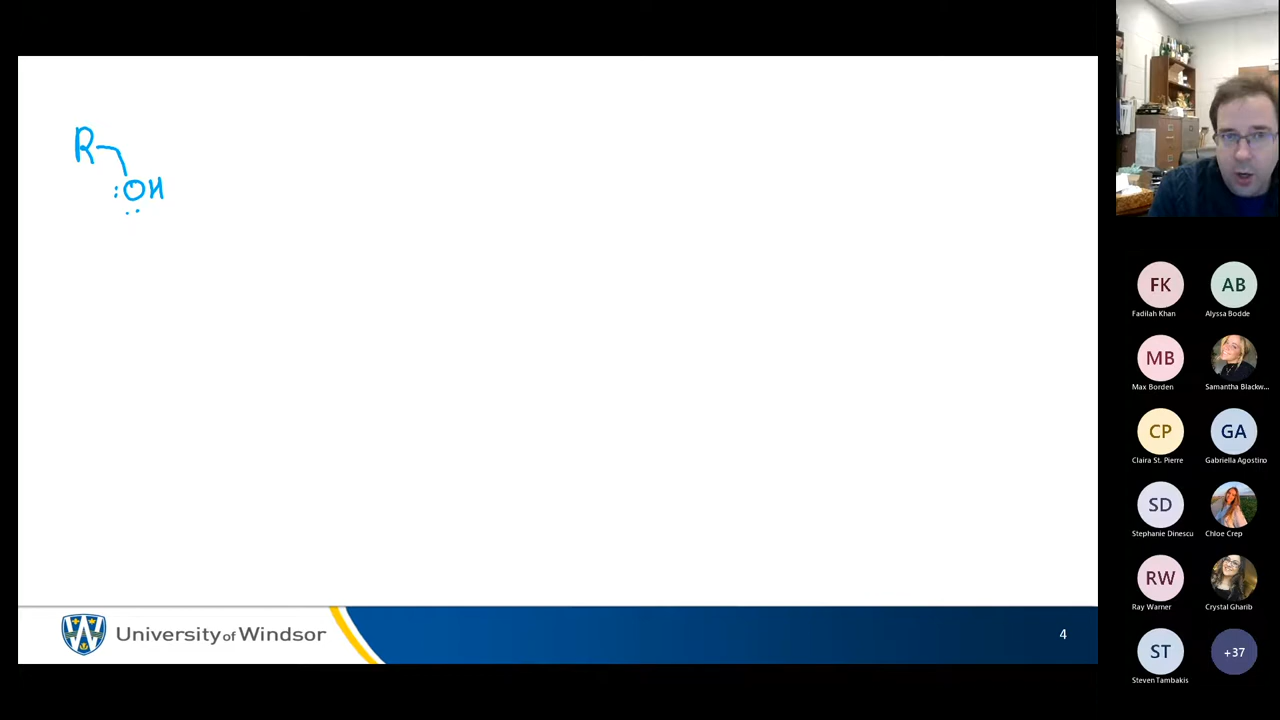 R
:OH
..
University of Windsor
4
FK
AB
Fadilah Khan
Alyssa Bodde
MB
Max Borden
Samantha Blackw...
CP
GA
Claira St. Pierre
Gabriella Agostino
SD
Stephanie Dinescu
Chloe Crep
RW
Ray Warner
Crystal Gharib
ST
+37
Steven Tambakis